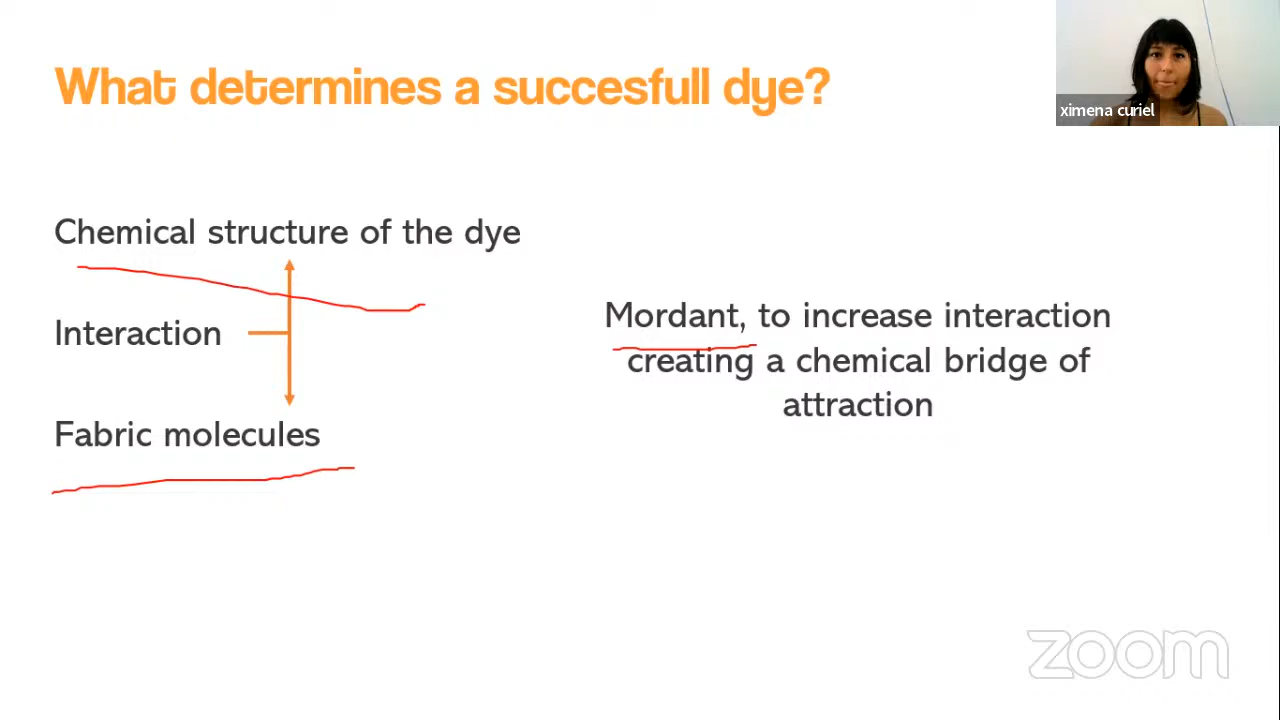 What determines a succesfull dye?
ximena curiel
Chemical structure of the dye
Interaction
Fabric molecules
Mordant, to increase interaction
creating a chemical bridge of
attraction
zoom